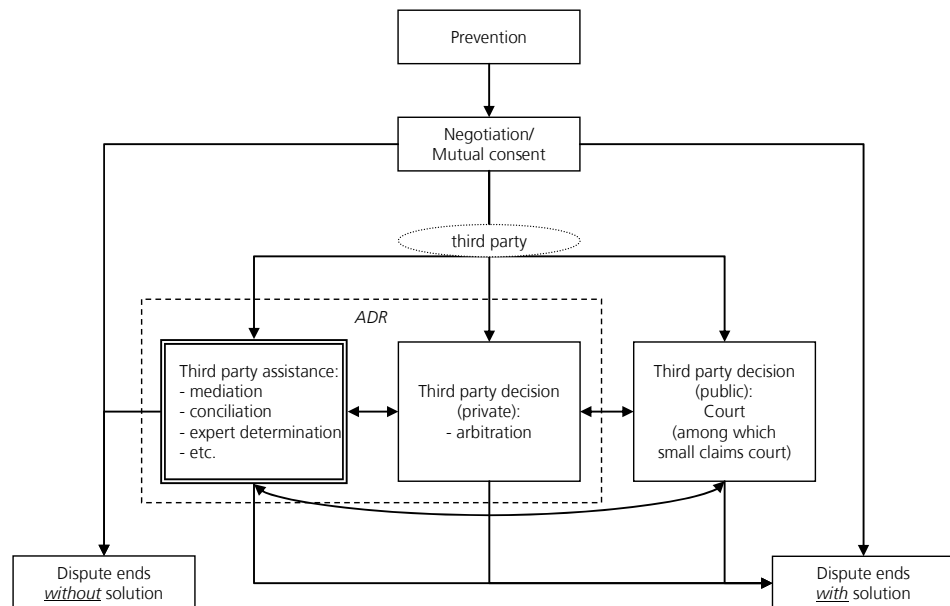 Prevention
Negotiation/
Mutual consent
third party
ADR
Third party assistance:
- mediation
- conciliation
- expert determination
- etc.
Third party decision
(private):
- arbitration
Third party decision
(public):
Court
(among which
small claims court)
Dispute ends
without solution
Dispute ends
with solution